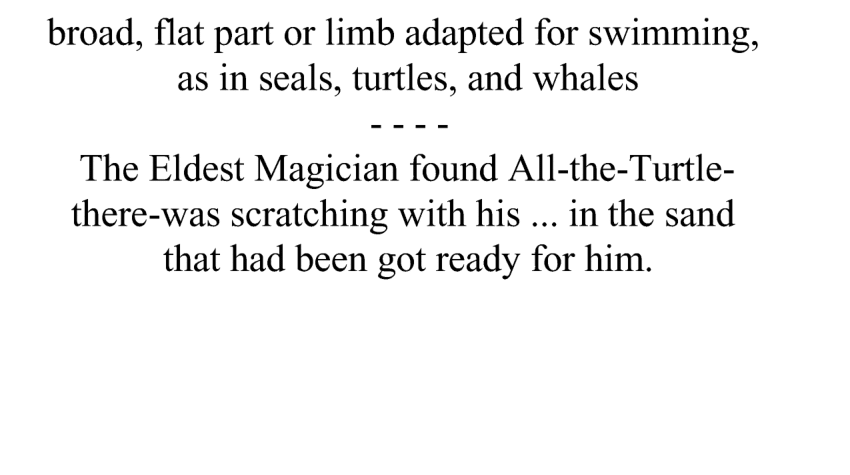 broad, flat part or limb adapted for swimming,
as in seals, turtles, and whales
- - - -
The Eldest Magician found All-the-Turtle-
there-was scratching with his ... in the sand
that had been got ready for him.